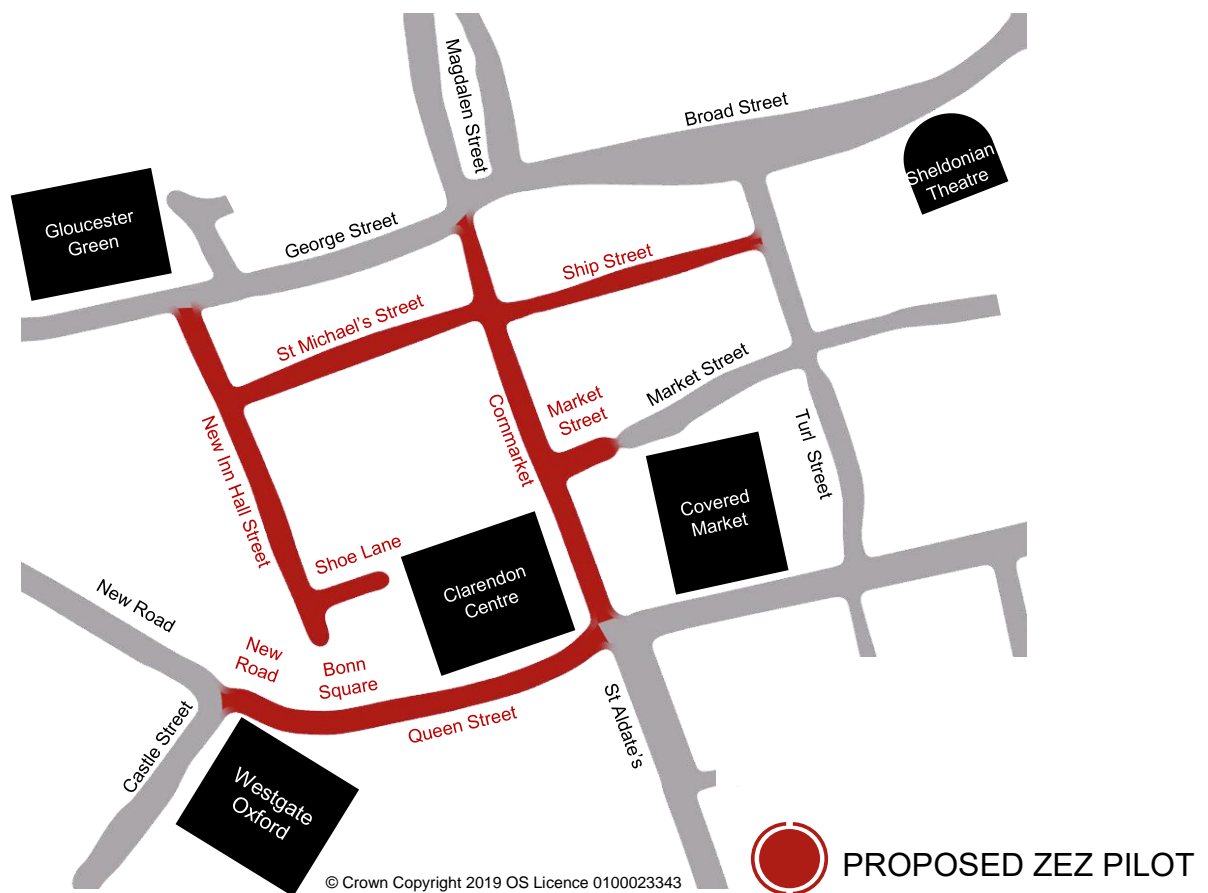 Magdalen Street
Broad Street
Sheldonian
Theatre
Gloucester
Green
George Street
Ship Street
St Michael's Street
Market Street
Market
Street
Cornmarket
New Inn Hall Street
Turl Street
Covered
Market
Shoe Lane
Clarendon
Centre
New Road
New
Road
Bonn
Square
Queen Street
St Aldate's
Castle Street
Westgate
Oxford
PROPOSED ZEZ PILOT
© Crown Copyright 2019 OS Licence 0100023343